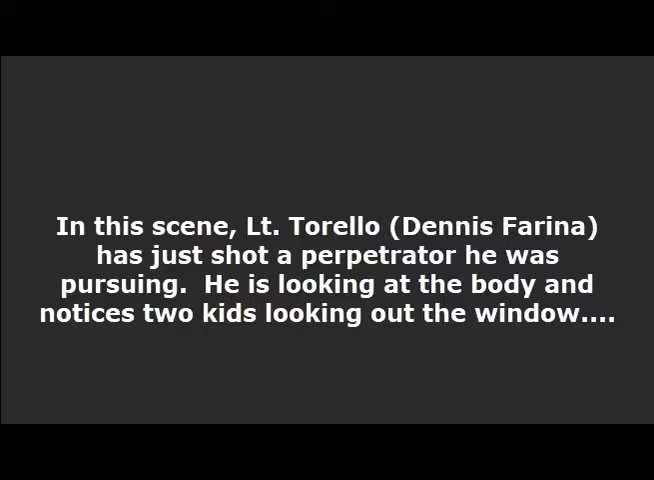 In this scene, Lt. Torello (Dennis Farina)
has just shot a perpetrator he was
pursuing.  He is looking at the body and
notices two kids looking out the window....